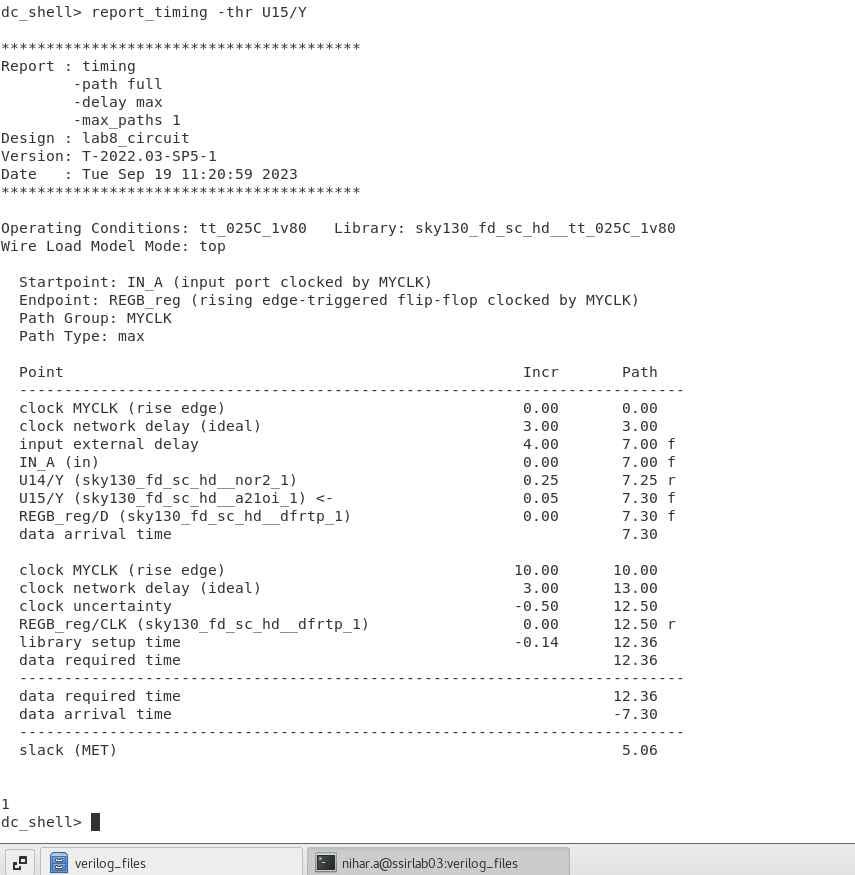 dc_shell> report_timing -thr U15/Y
****************************************
Report : timing
        -path full
        -delay max
        -max_paths 1
Design : lab8_circuit
Version: T-2022.03-SP5-1
Date   : Tue Sep 19 11:20:59 2023
****************************************
Operating Conditions: tt_025C_1v80   Library: sky130_fd_sc_hd__tt_025C_1v80
Wire Load Model Mode: top
  Startpoint: IN_A (input port clocked by MYCLK)
  Endpoint: REGB_reg (rising edge-triggered flip-flop clocked by MYCLK)
  Path Group: MYCLK
  Path Type: max
  Point                                                   Incr       Path
  --------------------------------------------------------------------------
  clock MYCLK (rise edge)                                 0.00       0.00
  clock network delay (ideal)                             3.00       3.00
  input external delay                                    4.00       7.00 f
  IN_A (in)                                               0.00       7.00 f
  U14/Y (sky130_fd_sc_hd__nor2_1)                         0.25       7.25 r
  U15/Y (sky130_fd_sc_hd__a21oi_1) <-                     0.05       7.30 f
  REGB_reg/D (sky130_fd_sc_hd__dfrtp_1)                   0.00       7.30 f
  data arrival time                                                  7.30
  clock MYCLK (rise edge)                                10.00      10.00
  clock network delay (ideal)                             3.00      13.00
  clock uncertainty                                      -0.50      12.50
  REGB_reg/CLK (sky130_fd_sc_hd__dfrtp_1)                 0.00      12.50 r
  library setup time                                     -0.14      12.36
  data required time                                                12.36
  --------------------------------------------------------------------------
  data required time                                                12.36
  data arrival time                                                 -7.30
  --------------------------------------------------------------------------
  slack (MET)                                                        5.06
1
dc_shell>
verilog_files
nihar.a@ssirlab03:verilog_files